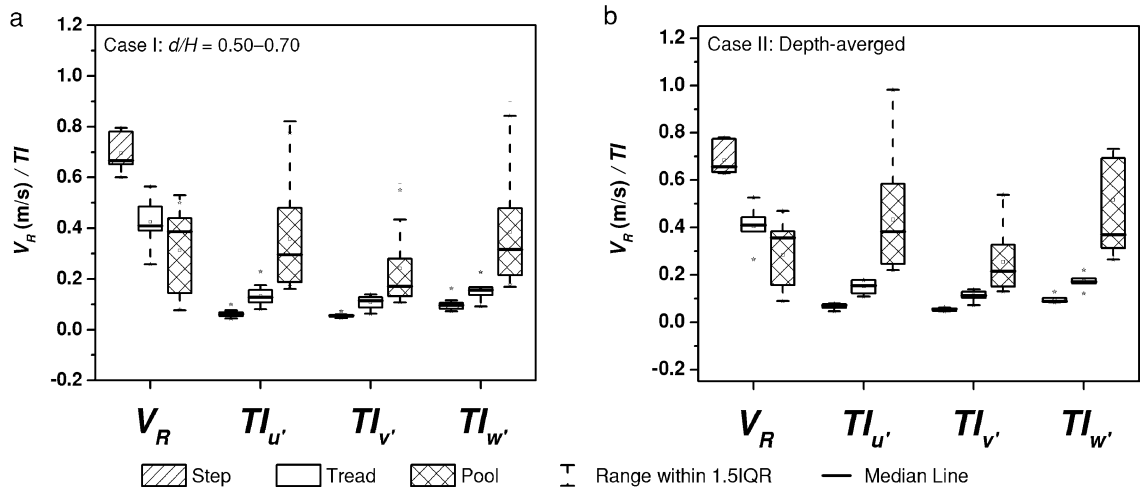 a
Case I: d/H = 0.50–0.70
V_R (m/s) / TI
1.2
1.0
0.8
0.6
0.4
0.2
0.0
-0.2
V_R TI_u' TI_v' TI_w'
b
Case II: Depth-averged
V_R (m/s) / TI
1.2
1.0
0.8
0.6
0.4
0.2
0.0
-0.2
V_R TI_u' TI_v' TI_w'
Step Tread Pool Range within 1.5IQR Median Line